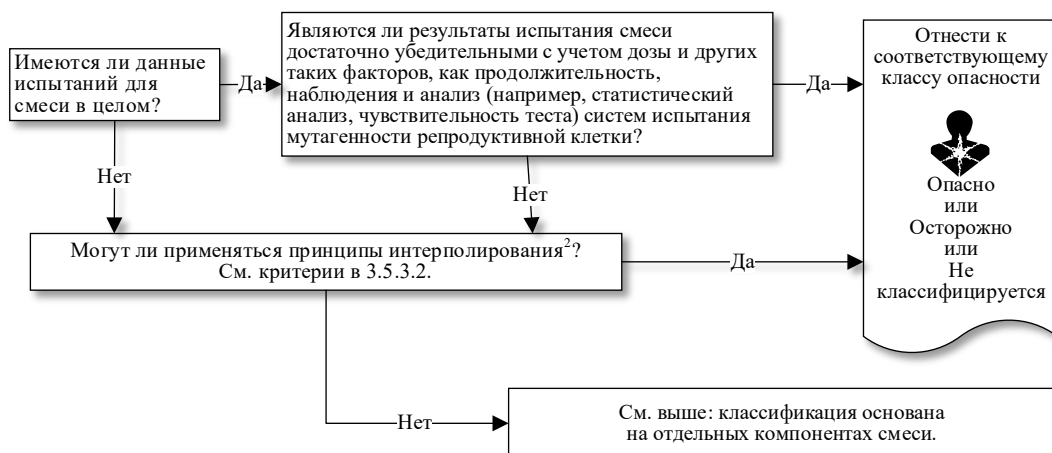 Имеются ли данные
испытаний для
смеси в целом?
Да
Являются ли результаты испытания смеси
достаточно убедительными с учетом дозы и других
таких факторов, как продолжительность,
наблюдения и анализ (например, статистический
анализ, чувствительность теста) систем испытания
мутагенности репродуктивной клетки?
Да
Отнести к
соответствующему
классу опасности
Опасно
или
Осторожно
или
Не
классифицируется
Нет
Нет
Могут ли применяться принципы интерполирования²?
См. критерии в 3.5.3.2.
Да
Нет
См. выше: классификация основана
на отдельных компонентах смеси.